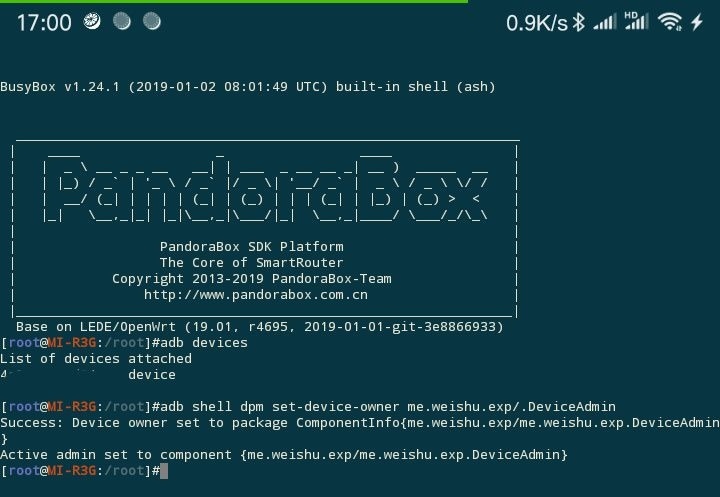 17:00
0.9K/s HD
BusyBox v1.24.1 (2019-01-02 08:01:49 UTC) built-in shell (ash)
PandoraBox
PandoraBox SDK Platform
The Core of SmartRouter
Copyright 2013-2019 PandoraBox-Team
http://www.pandorabox.com.cn
Base on LEDE/OpenWrt (19.01, r4695, 2019-01-01-git-3e8866933)
[root@MI-R3G:/root]#adb devices
List of devices attached
device
[root@MI-R3G:/root]#adb shell dpm set-device-owner me.weishu.exp/.DeviceAdmin
Success: Device owner set to package ComponentInfo{me.weishu.exp/me.weishu.exp.DeviceAdmin
}
Active admin set to component {me.weishu.exp/me.weishu.exp.DeviceAdmin}
[root@MI-R3G:/root]#